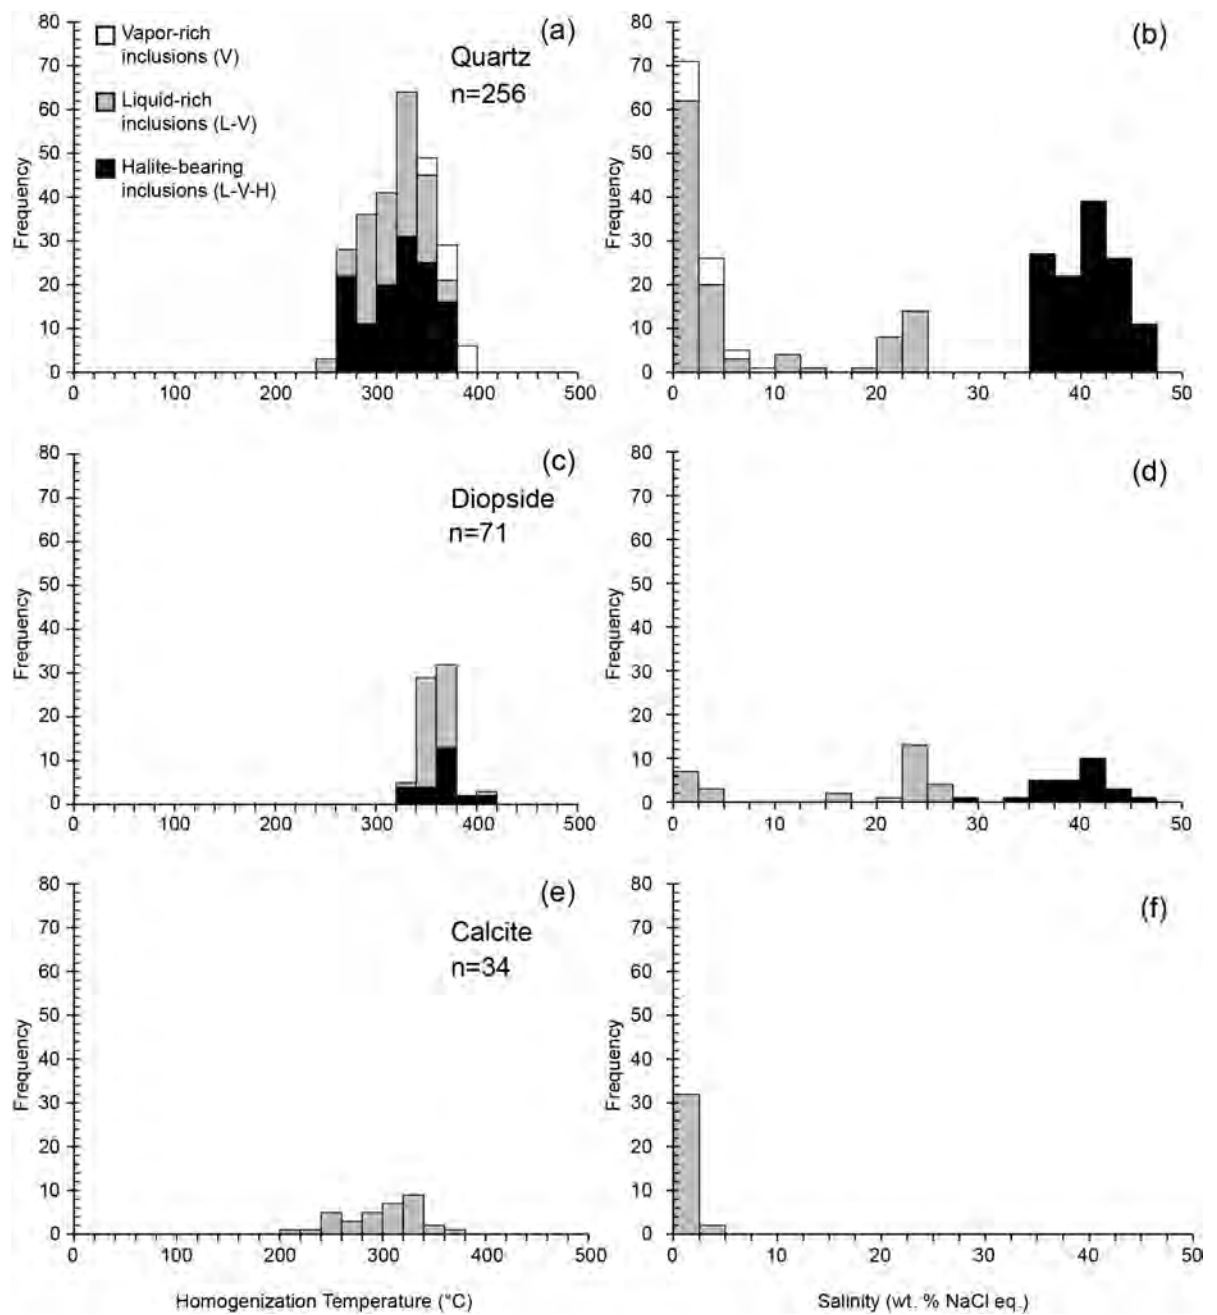 80
70
60
50
40
30
20
10
0
Frequency
Vapor-rich
inclusions (V)
Liquid-rich
inclusions (L-V)
Halite-bearing
inclusions (L-V-H)
(a)
Quartz
n=256
0 100 200 300 400 500
80
70
60
50
40
30
20
10
0
Frequency
(b)
0 10 20 30 40 50
80
70
60
50
40
30
20
10
0
Frequency
(c)
Diopside
n=71
0 100 200 300 400 500
80
70
60
50
40
30
20
10
0
Frequency
(d)
0 10 20 30 40 50
80
70
60
50
40
30
20
10
0
Frequency
(e)
Calcite
n=34
0 100 200 300 400 500
Homogenization Temperature (°C)
80
70
60
50
40
30
20
10
0
Frequency
(f)
0 10 20 30 40 50
Salinity (wt. % NaCl eq.)